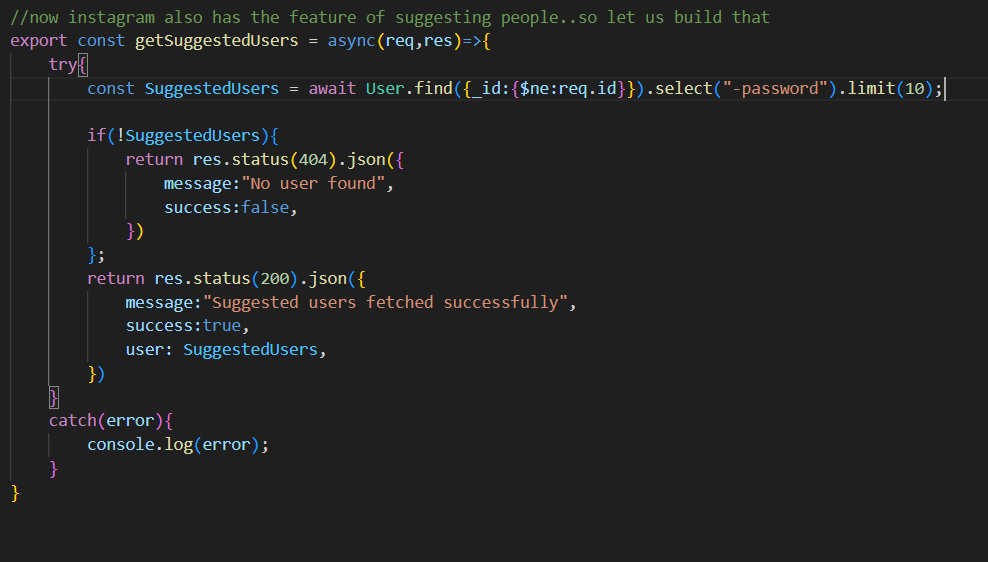 //now instagram also has the feature of suggesting people..so let us build that
export const getSuggestedUsers = async(req,res)=>{
    try{
        const SuggestedUsers = await User.find({_id:{$ne:req.id}}).select("-password").limit(10);

        if(!SuggestedUsers){
            return res.status(404).json({
                message:"No user found",
                success:false,
            })
        };
        return res.status(200).json({
            message:"Suggested users fetched successfully",
            success:true,
            user: SuggestedUsers,
        })
    }
    catch(error){
        console.log(error);
    }
}